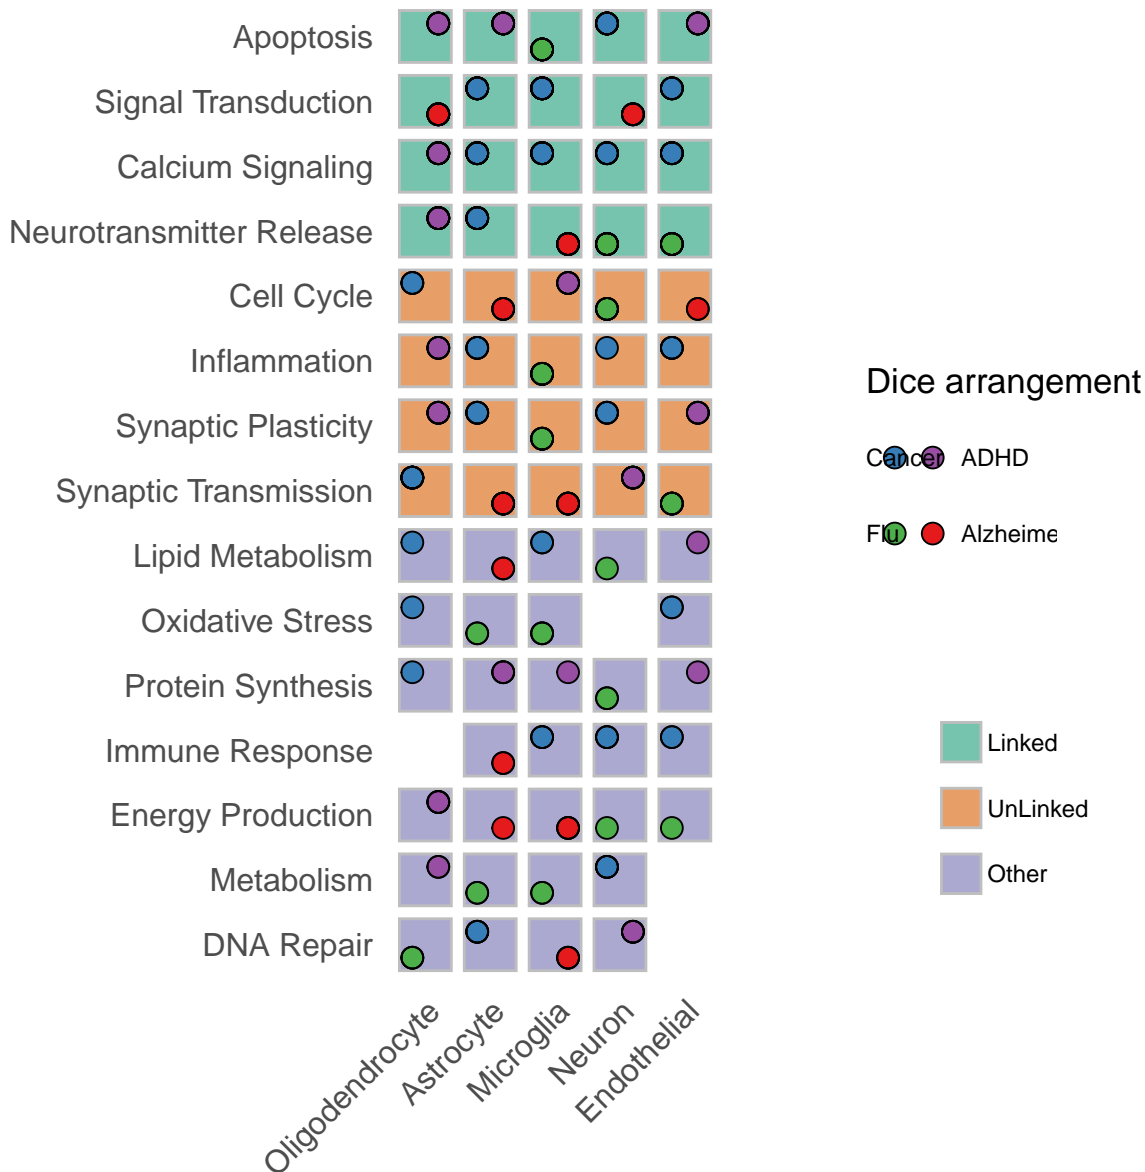 Apoptosis
Signal Transduction
Calcium Signaling
Neurotransmitter Release
Cell Cycle
Inflammation
Synaptic Plasticity
Synaptic Transmission
Lipid Metabolism
Oxidative Stress
Protein Synthesis
Immune Response
Energy Production
Metabolism
DNA Repair
Oligodendrocyte
Astrocyte
Microglia
Neuron
Endothelial
Dice arrangement
Cancer ADHD
Flu Alzheime
Linked
UnLinked
Other